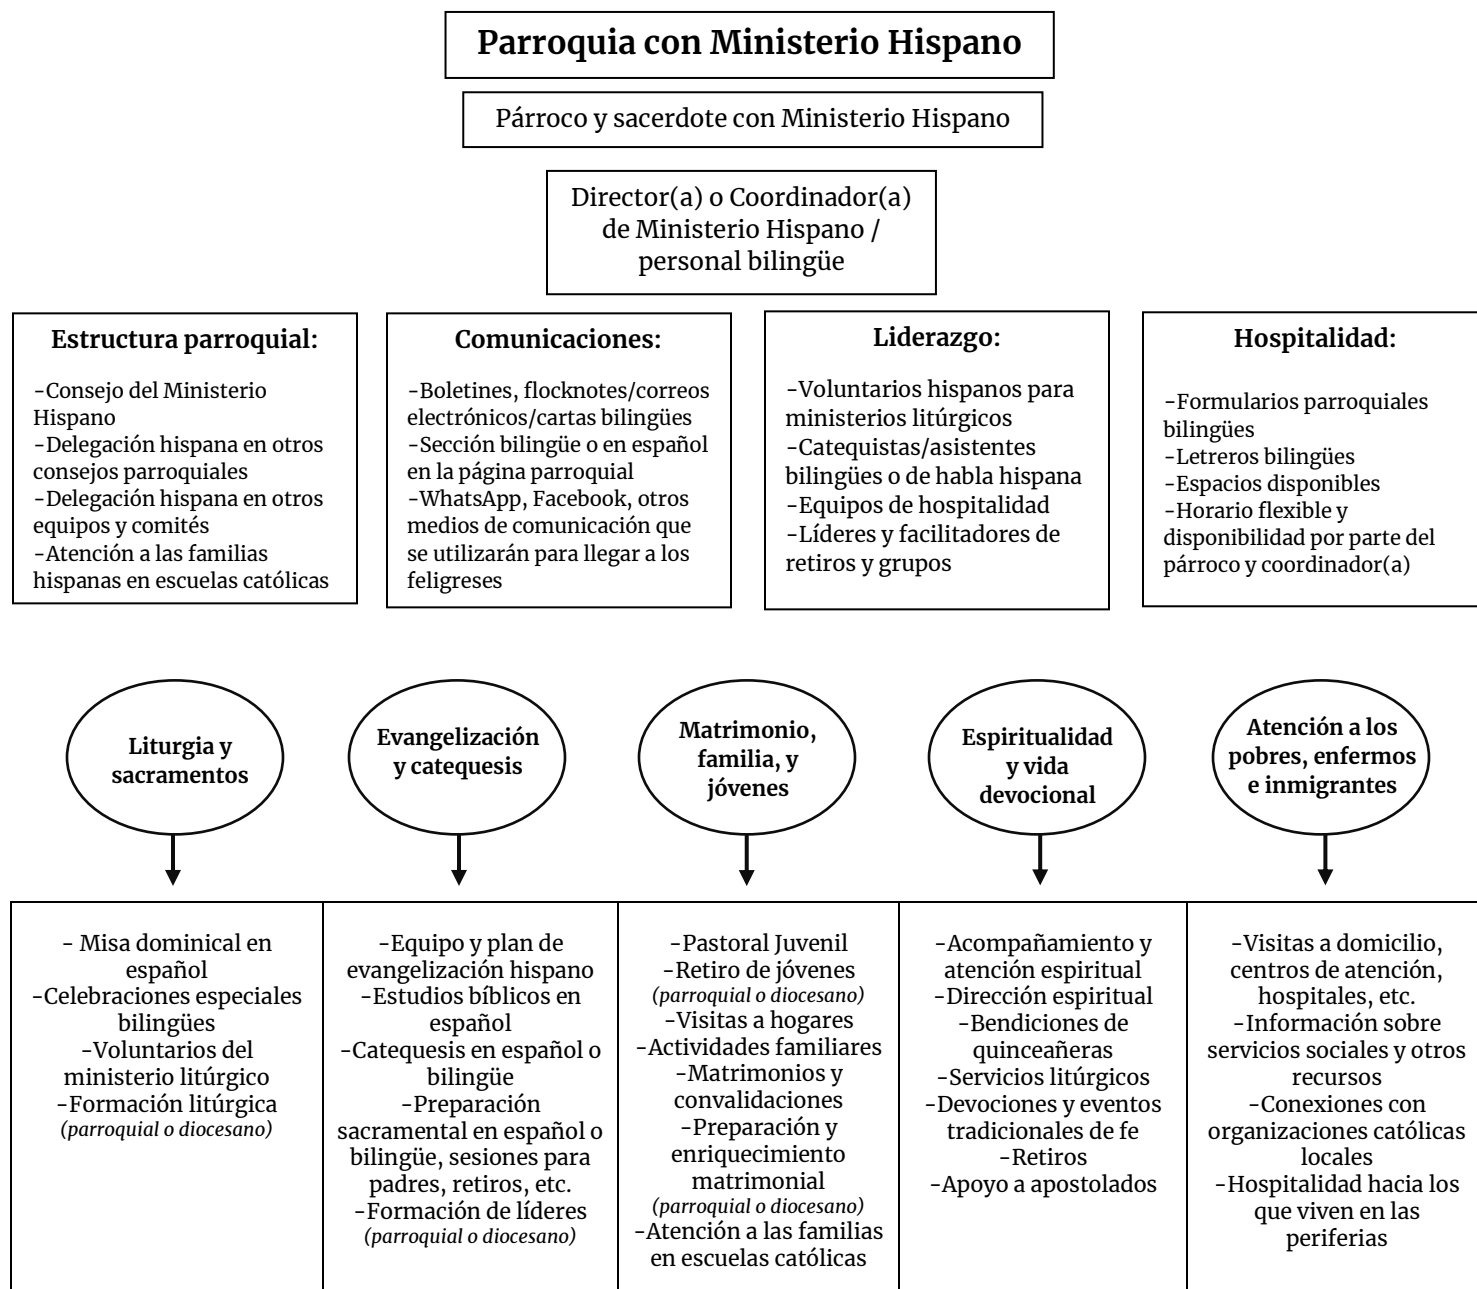 Parroquia con Ministerio Hispano
Párroco y sacerdote con Ministerio Hispano
Director(a) o Coordinador(a)
de Ministerio Hispano /
personal bilingüe
Estructura parroquial:
-Consejo del Ministerio
Hispano
-Delegación hispana en otros
consejos parroquiales
-Delegación hispana en otros
equipos y comités
-Atención a las familias
hispanas en escuelas católicas
Comunicaciones:
-Boletines, flocknotes/correos
electrónicos/cartas bilingües
-Sección bilingüe o en español
en la página parroquial
-WhatsApp, Facebook, otros
medios de comunicación que
se utilizarán para llegar a los
feligreses
Liderazgo:
-Voluntarios hispanos para
ministerios litúrgicos
-Catequistas/asistentes
bilingües o de habla hispana
-Equipos de hospitalidad
-Líderes y facilitadores de
retiros y grupos
Hospitalidad:
-Formularios parroquiales
bilingües
-Letreros bilingües
-Espacios disponibles
-Horario flexible y
disponibilidad por parte del
párroco y coordinador(a)
Liturgia y
sacramentos
Evangelización
y catequesis
Matrimonio,
familia, y
jóvenes
Espiritualidad
y vida
devocional
Atención a los
pobres, enfermos
e inmigrantes
- Misa dominical en
español
-Celebraciones especiales
bilingües
-Voluntarios del
ministerio litúrgico
-Formación litúrgica
(parroquial o diocesano)
-Equipo y plan de
evangelización hispano
-Estudios bíblicos en
español
-Catequesis en español o
bilingüe
-Preparación
sacramental en español o
bilingüe, sesiones para
padres, retiros, etc.
-Formación de líderes
(parroquial o diocesano)
-Pastoral Juvenil
-Retiro de jóvenes
(parroquial o diocesano)
-Visitas a hogares
-Actividades familiares
-Matrimonios y
convalidaciones
-Preparación y
enriquecimiento
matrimonial
(parroquial o diocesano)
-Atención a las familias
en escuelas católicas
-Acompañamiento y
atención espiritual
-Dirección espiritual
-Bendiciones de
quinceañeras
-Servicios litúrgicos
-Devociones y eventos
tradicionales de fe
-Retiros
-Apoyo a apostolados
-Visitas a domicilio,
centros de atención,
hospitales, etc.
-Información sobre
servicios sociales y otros
recursos
-Conexiones con
organizaciones católicas
locales
-Hospitalidad hacia los
que viven en las
periferias